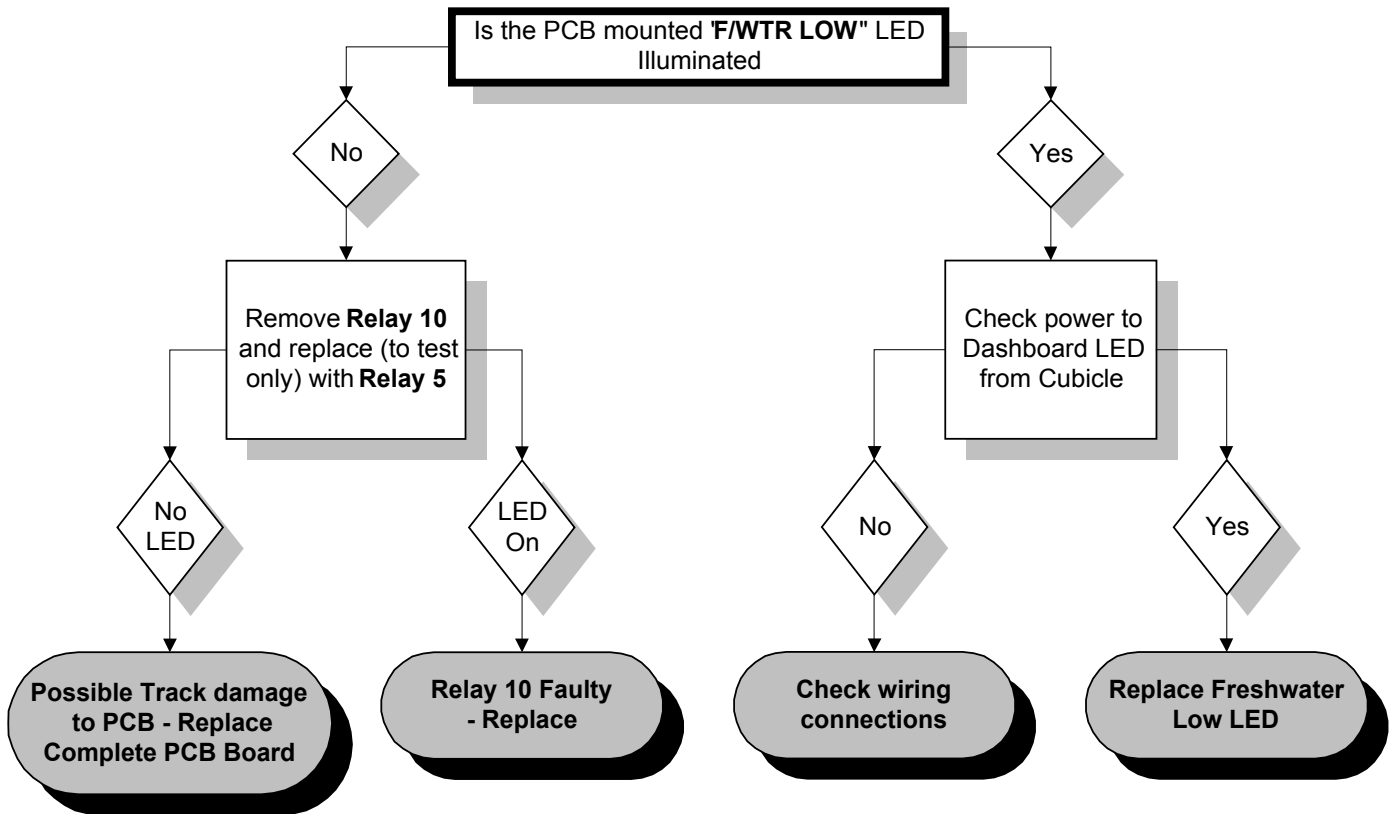 Is the PCB mounted "F/WTR LOW" LED
Illuminated
No
Yes
Remove Relay 10
and replace (to test
only) with Relay 5
Check power to
Dashboard LED
from Cubicle
No
LED
LED
On
No
Yes
Possible Track damage
to PCB - Replace
Complete PCB Board
Relay 10 Faulty
- Replace
Check wiring
connections
Replace Freshwater
Low LED